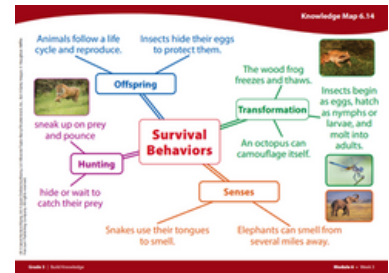 Knowledge Map 6.14
Animals follow a life
cycle and reproduce.
Insects hide their eggs
to protect them.
Offspring
The wood frog
freezes and thaws.
Transformation
Insects begin
as eggs, hatch
as nymphs or
larvae, and
molt into
adults.
An octopus can
camouflage itself.
sneak up on prey
and pounce
Survival
Behaviors
Hunting
hide or wait to
catch their prey
Senses
Snakes use their tongues
to smell.
Elephants can smell from
several miles away.
Grade 3 | Build Knowledge